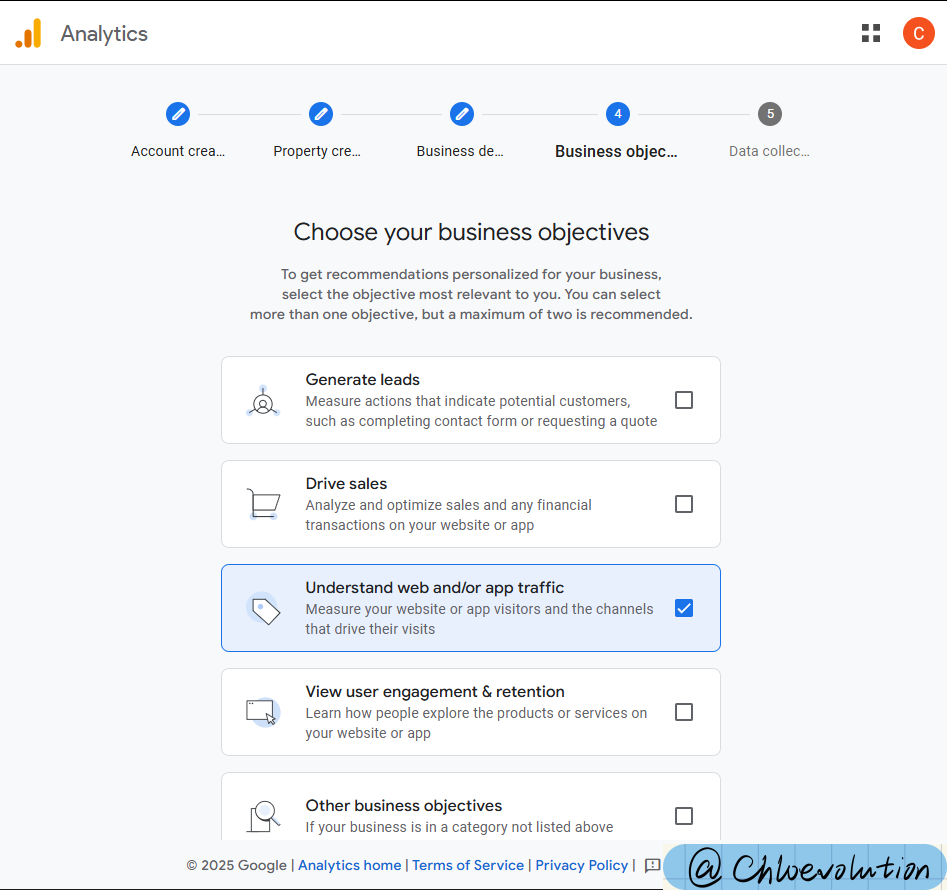 Analytics
C
4
5
Account crea...
Property cre...
Business de...
Business objec...
Data collec...
Choose your business objectives
To get recommendations personalized for your business,
select the objective most relevant to you. You can select
more than one objective, but a maximum of two is recommended.
Generate leads
Measure actions that indicate potential customers,
such as completing contact form or requesting a quote
Drive sales
Analyze and optimize sales and any financial
transactions on your website or app
Understand web and/or app traffic
Measure your website or app visitors and the channels
that drive their visits
View user engagement & retention
Learn how people explore the products or services on
your website or app
Other business objectives
If your business is in a category not listed above
© 2025 Google | Analytics home | Terms of Service | Privacy Policy |
@ Chloevolution